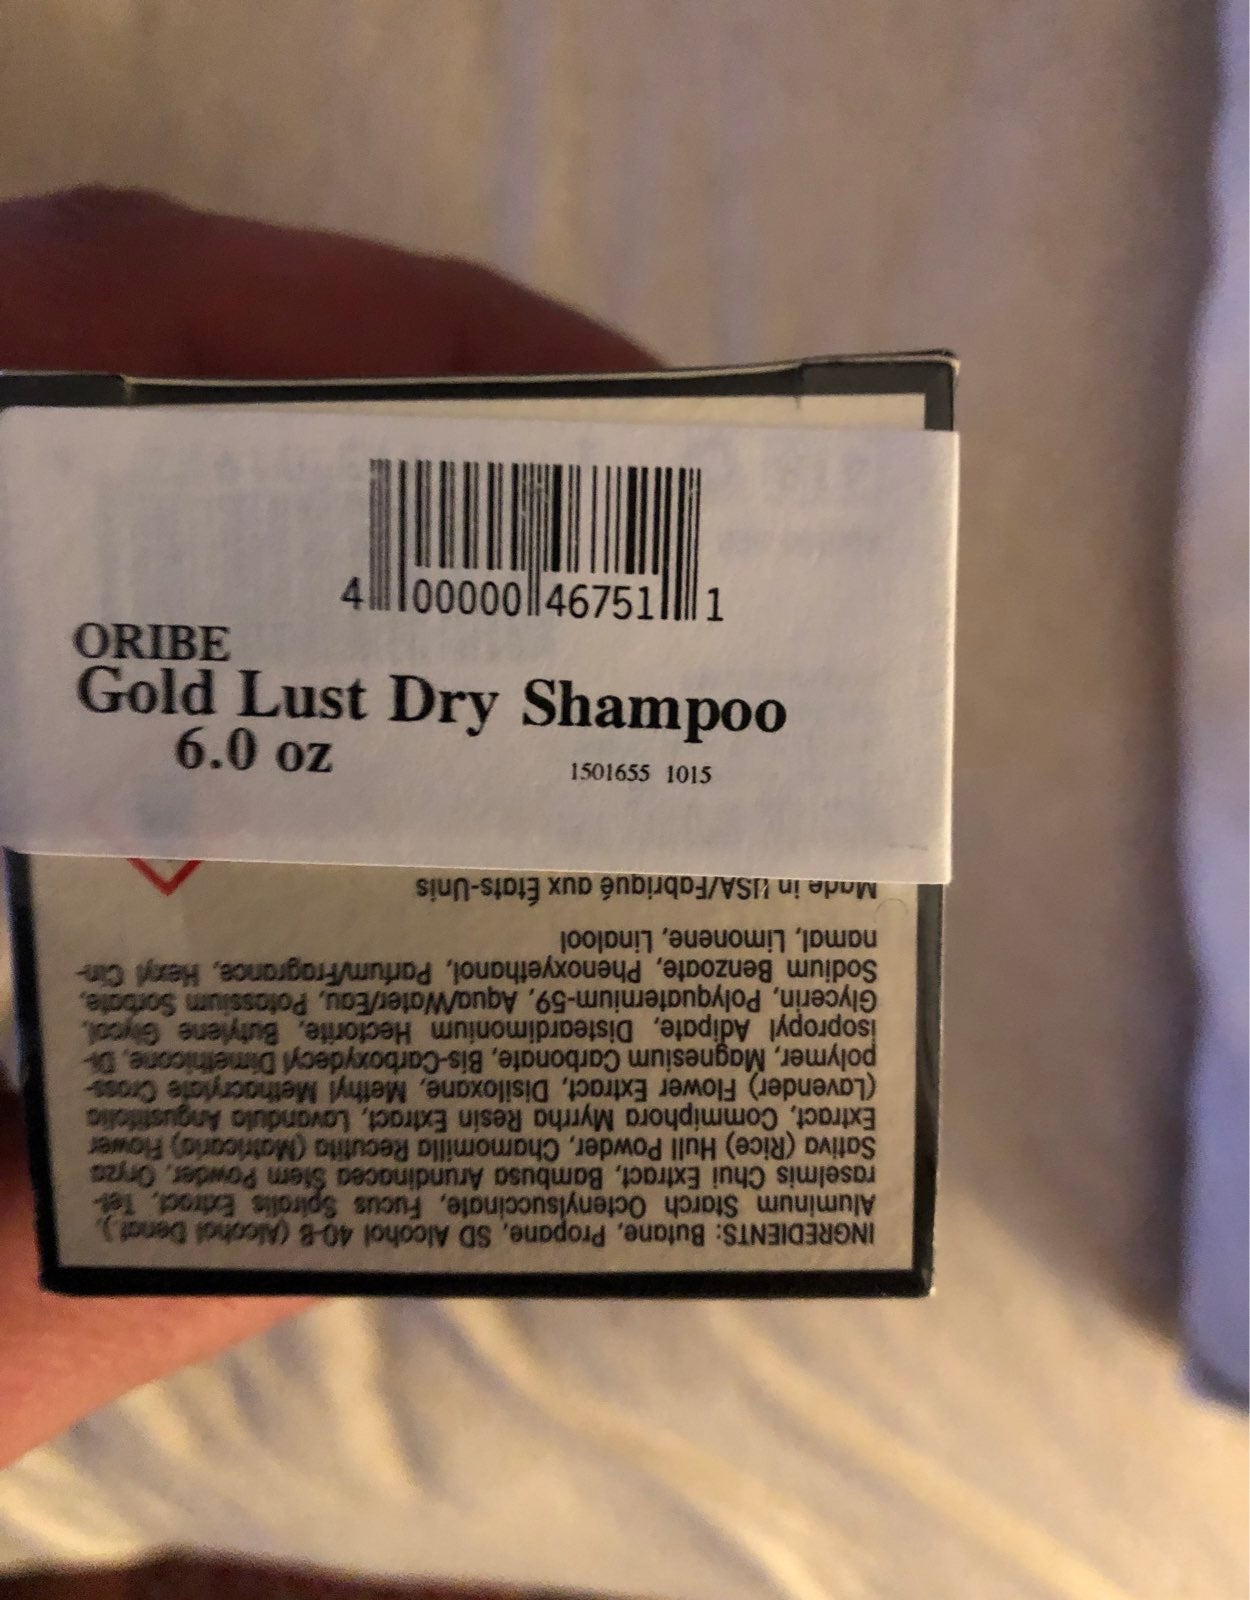 4 00000 46751 1
ORIBE
Gold Lust Dry Shampoo
6.0 oz
1501655 1015
INGREDIENTS: Butane, Propane, SD Alcohol 40-B (Alcohol Denat.),
Aluminum Starch Octenylsuccinate, Fucus Spiralis Extract, Tet-
raselmis Chui Extract, Bambusa Arundinacea Stem Powder, Oryza
Sativa (Rice) Hull Powder, Chamomilla Recutita (Matricaria) Flower
Extract, Commiphora Myrrha Resin Extract, Lavandula Angustifolia
(Lavender) Flower Extract, Disiloxane, Methyl Methacrylate Cross-
polymer, Magnesium Carbonate, Bis-Carboxydecyl Dimethicone, Di-
isopropyl Adipate, Disteardimonium Hectorite, Butylene Glycol,
Glycerin, Polyquaternium-59, Aqua/Water/Eau, Potassium Sorbate,
Sodium Benzoate, Phenoxyethanol, Parfum/Fragrance, Hexyl Cin-
namal, Limonene, Linalool
Made in USA/Fabriqué aux États-Unis